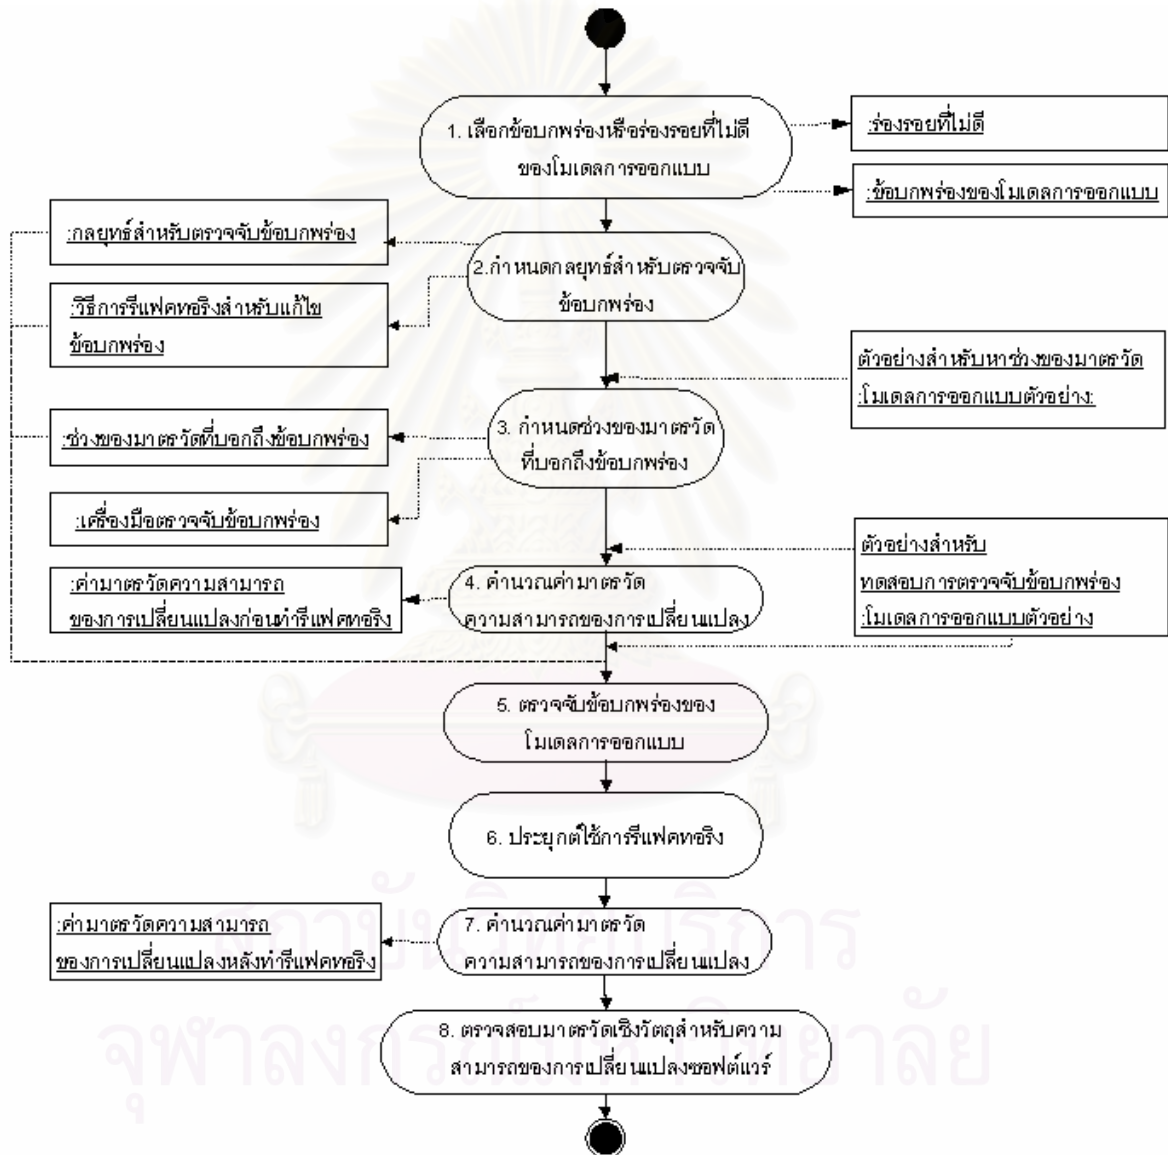 1. เลือกข้อบกพร่องหรือร่องรอยที่ไม่ดี
ของโมเดลการออกแบบ
:ร่องรอยที่ไม่ดี
:ข้อบกพร่องของโมเดลการออกแบบ
:กลยุทธ์สำหรับตรวจจับข้อบกพร่อง
2.กำหนดกลยุทธ์สำหรับตรวจจับ
ข้อบกพร่อง
:วิธีการรีแฟคทอริงสำหรับแก้ไข
ข้อบกพร่อง
ตัวอย่างสำหรับหาช่วงของมาตรวัด
:โมเดลการออกแบบตัวอย่าง:
3. กำหนดช่วงของมาตรวัด
ที่บอกถึงข้อบกพร่อง
:ช่วงของมาตรวัดที่บอกถึงข้อบกพร่อง
:เครื่องมือตรวจจับข้อบกพร่อง
ตัวอย่างสำหรับ
ทดสอบการตรวจจับข้อบกพร่อง
:โมเดลการออกแบบตัวอย่าง
4. คำนวณค่ามาตรวัด
ความสามารถของการเปลี่ยนแปลง
:ค่ามาตรวัดความสามารถ
ของการเปลี่ยนแปลงก่อนทำรีแฟคทอริง
5. ตรวจจับข้อบกพร่องของ
โมเดลการออกแบบ
6. ประยุกต์ใช้การรีแฟคทอริง
7. คำนวณค่ามาตรวัด
ความสามารถของการเปลี่ยนแปลง
:ค่ามาตรวัดความสามารถ
ของการเปลี่ยนแปลงหลังทำรีแฟคทอริง
8. ตรวจสอบมาตรวัดเชิงวัตถุสำหรับความ
สามารถของการเปลี่ยนแปลงซอฟต์แวร์
สถาบันวิทยบริการ
จุฬาลงกรณ์มหาวิทยาลัย